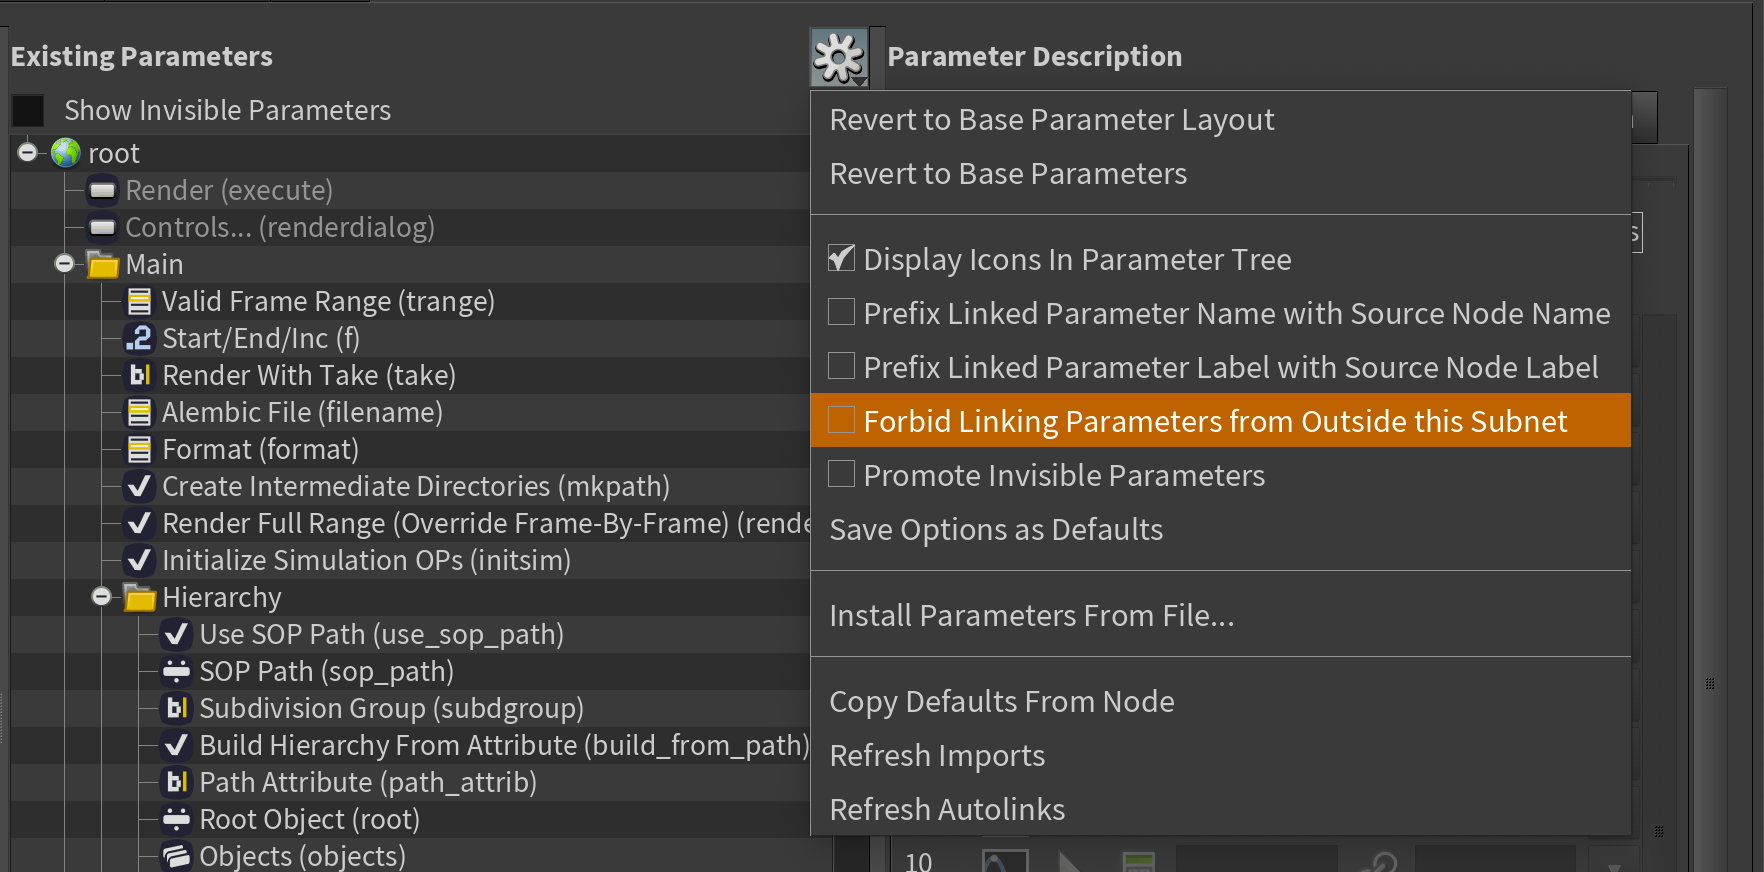 Existing Parameters
Parameter Description
Show Invisible Parameters
root
Render (execute)
Controls... (renderdialog)
Main
Valid Frame Range (trange)
Start/End/Inc (f)
Render With Take (take)
Alembic File (filename)
Format (format)
Create Intermediate Directories (mkpath)
Render Full Range (Override Frame-By-Frame) (rende
Initialize Simulation OPs (initsim)
Hierarchy
Use SOP Path (use_sop_path)
SOP Path (sop_path)
Subdivision Group (subdgroup)
Build Hierarchy From Attribute (build_from_path)
Path Attribute (path_attrib)
Root Object (root)
Objects (objects)
Revert to Base Parameter Layout
Revert to Base Parameters
Display Icons In Parameter Tree
Prefix Linked Parameter Name with Source Node Name
Prefix Linked Parameter Label with Source Node Label
Forbid Linking Parameters from Outside this Subnet
Promote Invisible Parameters
Save Options as Defaults
Install Parameters From File...
Copy Defaults From Node
Refresh Imports
Refresh Autolinks
10